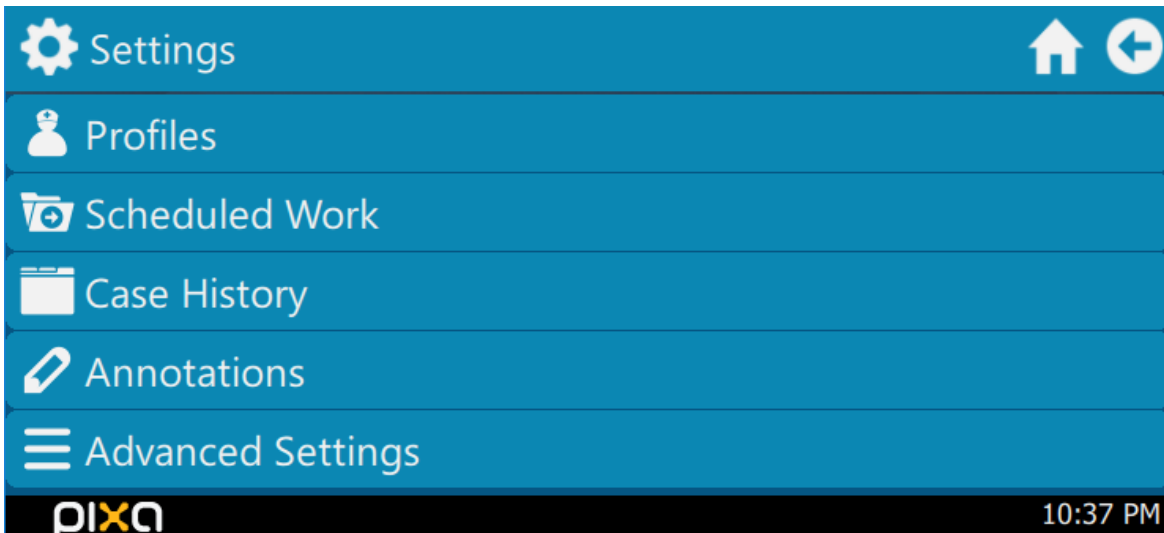 Settings
Profiles
Scheduled Work
Case History
Annotations
Advanced Settings
pixa
10:37 PM